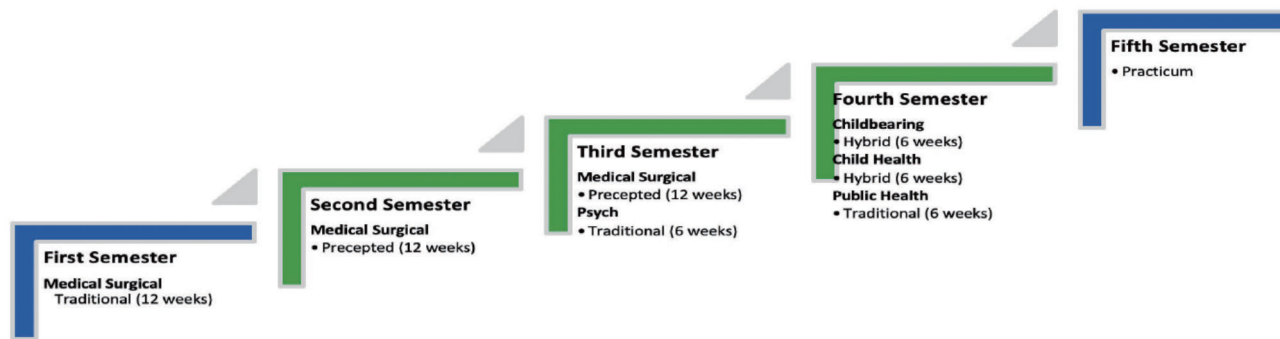 First Semester
Medical Surgical
Traditional (12 weeks)
Second Semester
Medical Surgical
• Precepted (12 weeks)
Third Semester
Medical Surgical
• Precepted (12 weeks)
Psych
• Traditional (6 weeks)
Fourth Semester
Childbearing
• Hybrid (6 weeks)
Child Health
• Hybrid (6 weeks)
Public Health
• Traditional (6 weeks)
Fifth Semester
• Practicum